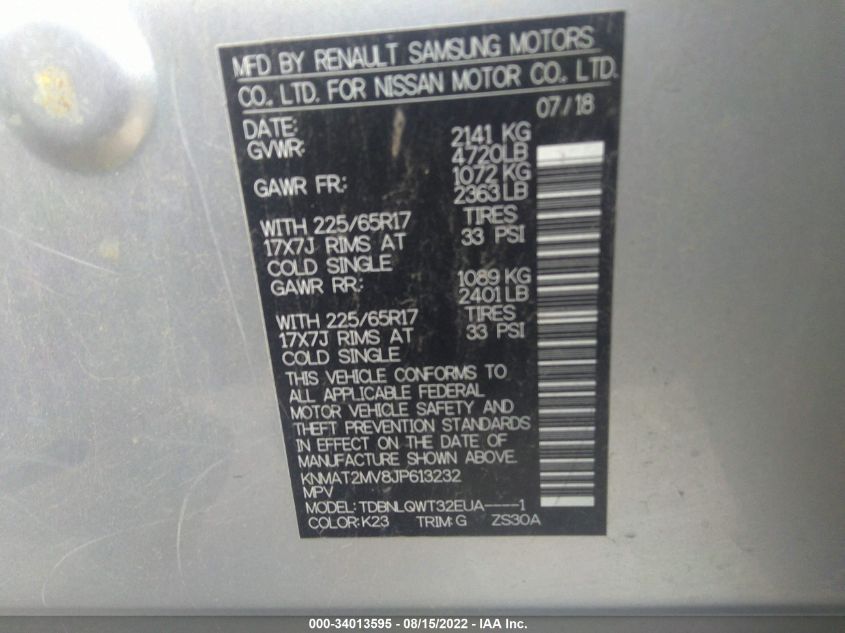 MFD BY RENAULT SAMSUNG MOTORS
CO., LTD. FOR NISSAN MOTOR CO., LTD.
07/18
DATE:
GVWR: 2141 KG
4720LB
GAWR FR: 1072 KG
2363 LB
WITH 225/65R17 TIRES
17X7J RIMS AT 33 PSI
COLD SINGLE
GAWR RR: 1089 KG
2401 LB
WITH 225/65R17 TIRES
17X7J RIMS AT 33 PSI
COLD SINGLE
THIS VEHICLE CONFORMS TO
ALL APPLICABLE FEDERAL
MOTOR VEHICLE SAFETY AND
THEFT PREVENTION STANDARDS
IN EFFECT ON THE DATE OF
MANUFACTURE SHOWN ABOVE.
KNMAT2MV8JP613232
MPV
MODEL: TDBNLQWT32EUA----1
COLOR:K23 TRIM:G ZS30A
000-34013595 - 08/15/2022 - IAA Inc.